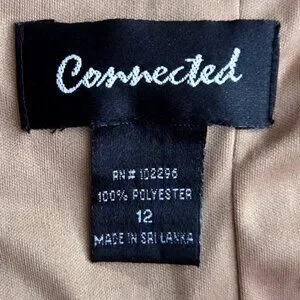 Connected
RN# 102296
100% POLYESTER
12
MADE IN SRI LANKA